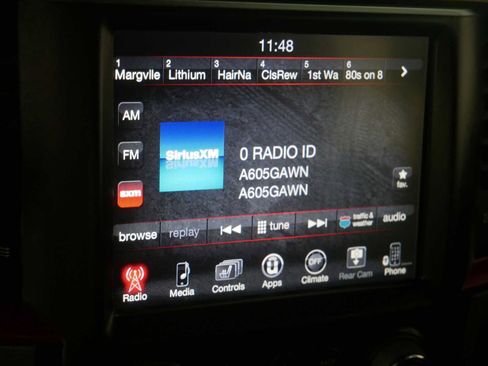 11:48
1 2 3 4 5 6
Margvlle Lithium HairNa ClsRew 1st Wa 80s on 8
AM
FM
sxm
SiriusXM
0 RADIO ID
A605GAWN
A605GAWN
fav.
browse replay tune traffic & weather audio
Radio Media Controls Apps OFF Climate Rear Cam Phone